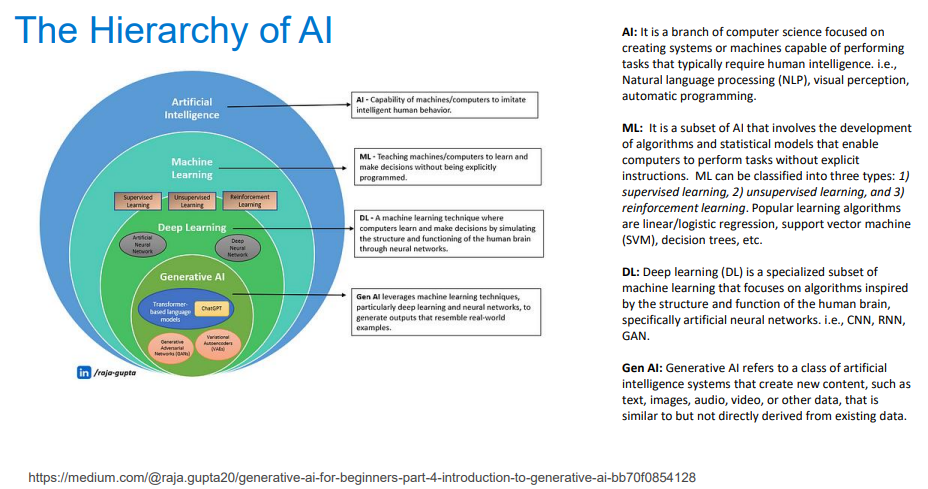 The Hierarchy of AI
Artificial
Intelligence
AI - Capability of machines/computers to imitate
intelligent human behavior.
Machine
Learning
ML - Teaching machines/computers to learn and
make decisions without being explicitly
programmed.
Supervised
Learning
Unsupervised
Learning
Reinforcement
Learning
Deep Learning
DL - A machine learning technique where
computers learn and make decisions by simulating
the structure and functioning of the human brain
through neural networks.
Artificial
Neural
Network
Deep
Neural
Network
Generative AI
Gen AI leverages machine learning techniques,
particularly deep learning and neural networks, to
generate outputs that resemble real-world
examples.
Transformer-
based language
models
ChatGPT
Generative
Adversarial
Networks (GANs)
Variational
Autoencoders
(VAEs)
in /raja-gupta
AI: It is a branch of computer science focused on
creating systems or machines capable of performing
tasks that typically require human intelligence. i.e.,
Natural language processing (NLP), visual perception,
automatic programming.
ML: It is a subset of AI that involves the development
of algorithms and statistical models that enable
computers to perform tasks without explicit
instructions. ML can be classified into three types: 1)
supervised learning, 2) unsupervised learning, and 3)
reinforcement learning. Popular learning algorithms
are linear/logistic regression, support vector machine
(SVM), decision trees, etc.
DL: Deep learning (DL) is a specialized subset of
machine learning that focuses on algorithms inspired
by the structure and function of the human brain,
specifically artificial neural networks. i.e., CNN, RNN,
GAN.
Gen AI: Generative AI refers to a class of artificial
intelligence systems that create new content, such as
text, images, audio, video, or other data, that is
similar to but not directly derived from existing data.
https://medium.com/@raja.gupta20/generative-ai-for-beginners-part-4-introduction-to-generative-ai-bb70f0854128